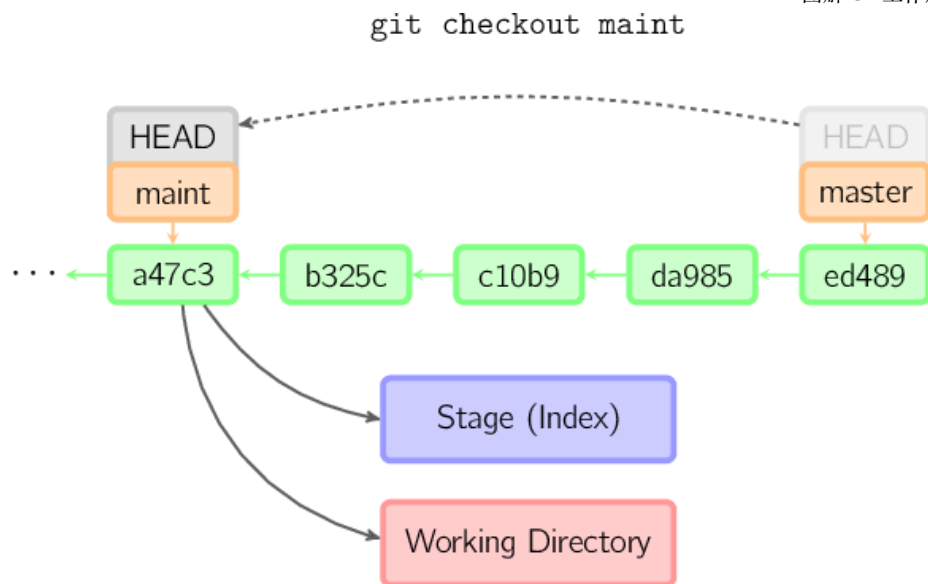 git checkout maint
HEAD
HEAD
maint
master
...
a47c3
b325c
c10b9
da985
ed489
Stage (Index)
Working Directory